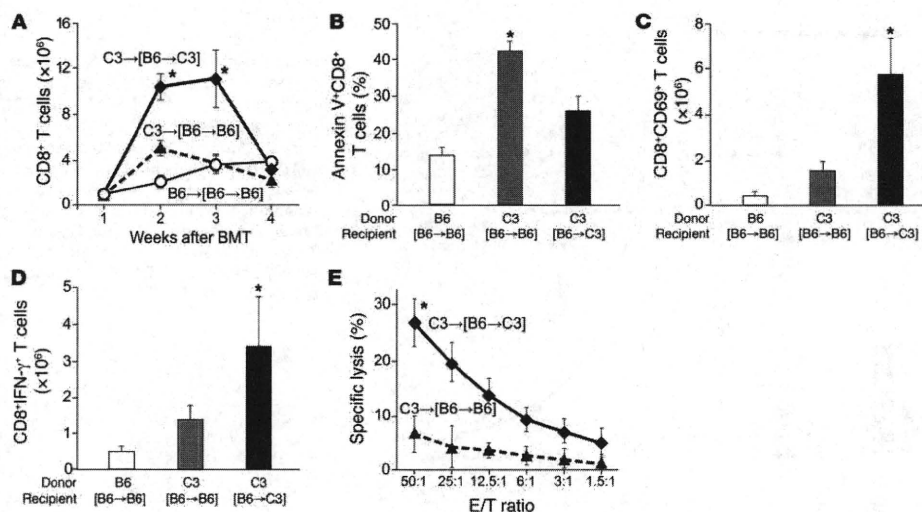 A
CD8⁺ T cells (×10⁶)
16
12
8
4
0
C3→[B6→C3]
*
*
C3→[B6→B6]
B6→[B6→B6]
1 2 3 4
Weeks after BMT
B
Annexin V⁺CD8⁺
T cells (%)
50
40
30
20
10
0
*
Donor B6 C3 C3
Recipient [B6→B6] [B6→B6] [B6→C3]
C
CD8⁺CD69⁺ T cells
(×10⁶)
8
6
4
2
0
*
Donor B6 C3 C3
Recipient [B6→B6] [B6→B6] [B6→C3]
D
CD8⁺IFN-γ⁺ T cells
(×10⁶)
5
4
3
2
1
0
*
Donor B6 C3 C3
Recipient [B6→B6] [B6→B6] [B6→C3]
E
Specific lysis (%)
30
20
10
0
*
C3→[B6→C3]
C3→[B6→B6]
50:1 25:1 12.5:1 6:1 3:1 1.5:1
E/T ratio